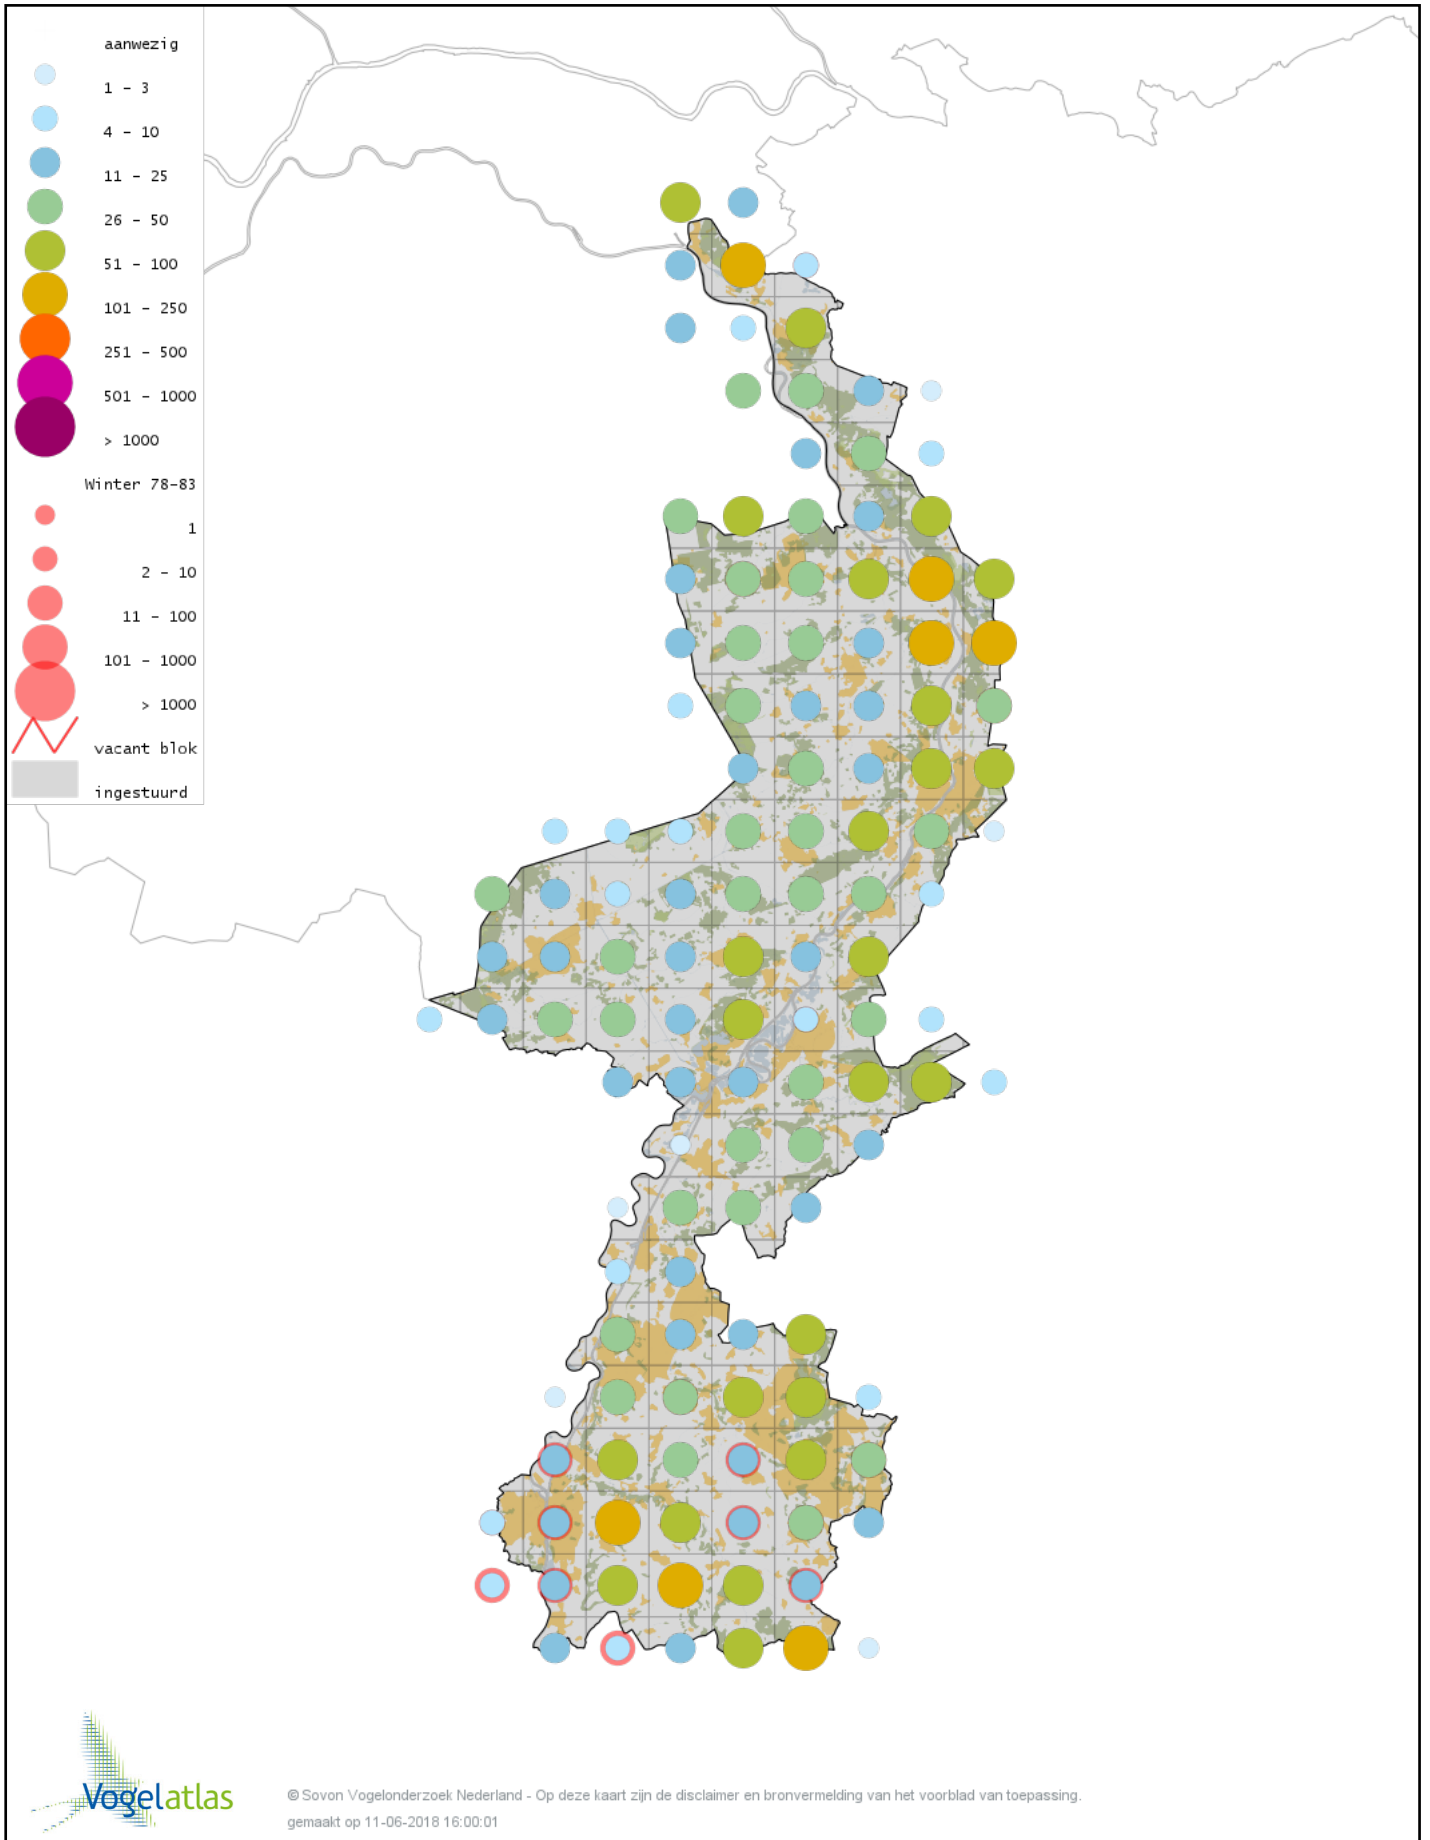 aanwezig
1 - 3
4 - 10
11 - 25
26 - 50
51 - 100
101 - 250
251 - 500
501 - 1000
> 1000
Winter 78-83
1
2 - 10
11 - 100
101 - 1000
> 1000
vacant blok
ingestuurd
Vogelatlas
© Sovon Vogelonderzoek Nederland - Op deze kaart zijn de disclaimer en bronvermelding van het voorblad van toepassing.
gemaakt op 11-06-2018 16:00:01